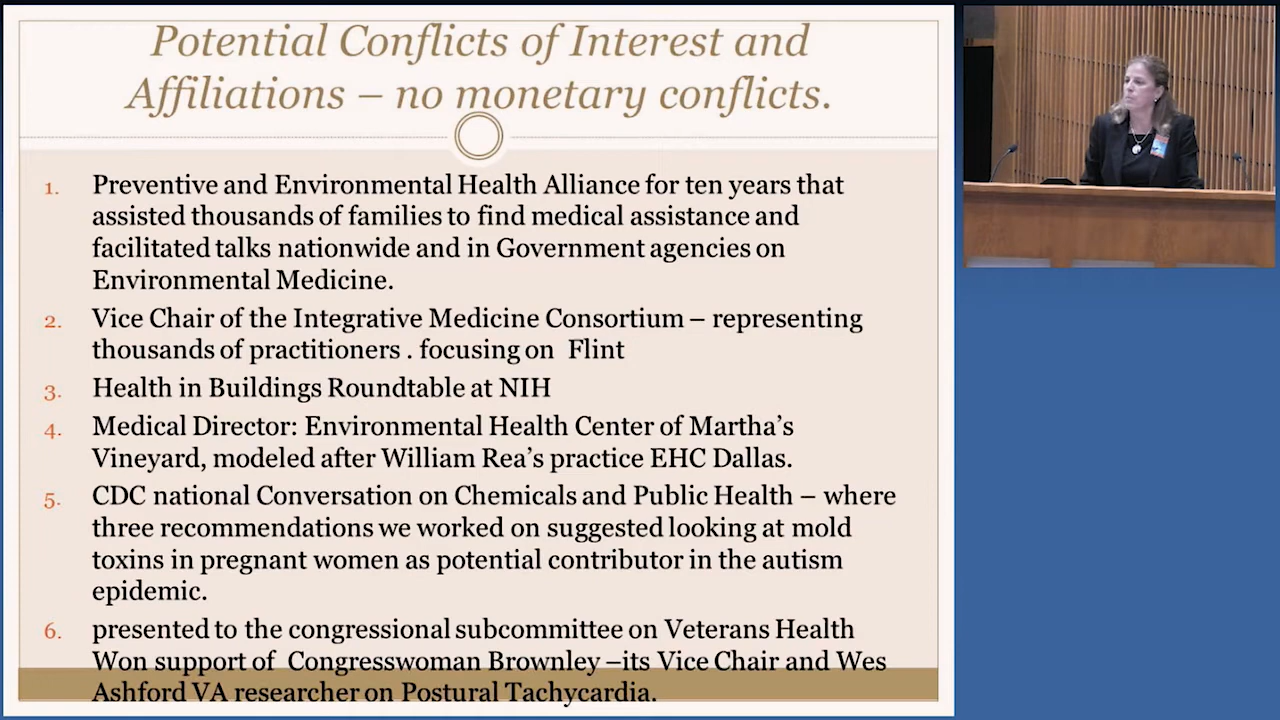 Potential Conflicts of Interest and
Affiliations – no monetary conflicts.
1. Preventive and Environmental Health Alliance for ten years that
assisted thousands of families to find medical assistance and
facilitated talks nationwide and in Government agencies on
Environmental Medicine.
2. Vice Chair of the Integrative Medicine Consortium – representing
thousands of practitioners . focusing on Flint
3. Health in Buildings Roundtable at NIH
4. Medical Director: Environmental Health Center of Martha's
Vineyard, modeled after William Rea's practice EHC Dallas.
5. CDC national Conversation on Chemicals and Public Health – where
three recommendations we worked on suggested looking at mold
toxins in pregnant women as potential contributor in the autism
epidemic.
6. presented to the congressional subcommittee on Veterans Health
Won support of Congresswoman Brownley –its Vice Chair and Wes
Ashford VA researcher on Postural Tachycardia.